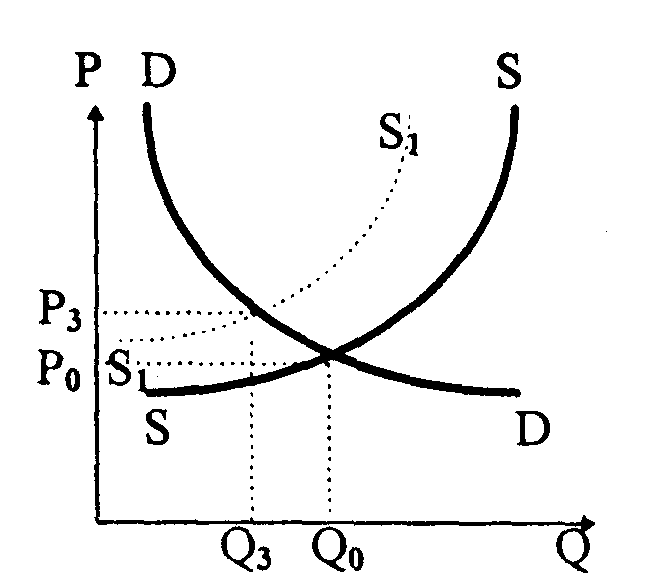 P D S
S₁
P₃
P₀ S₁
S D
Q₃ Q₀ Q